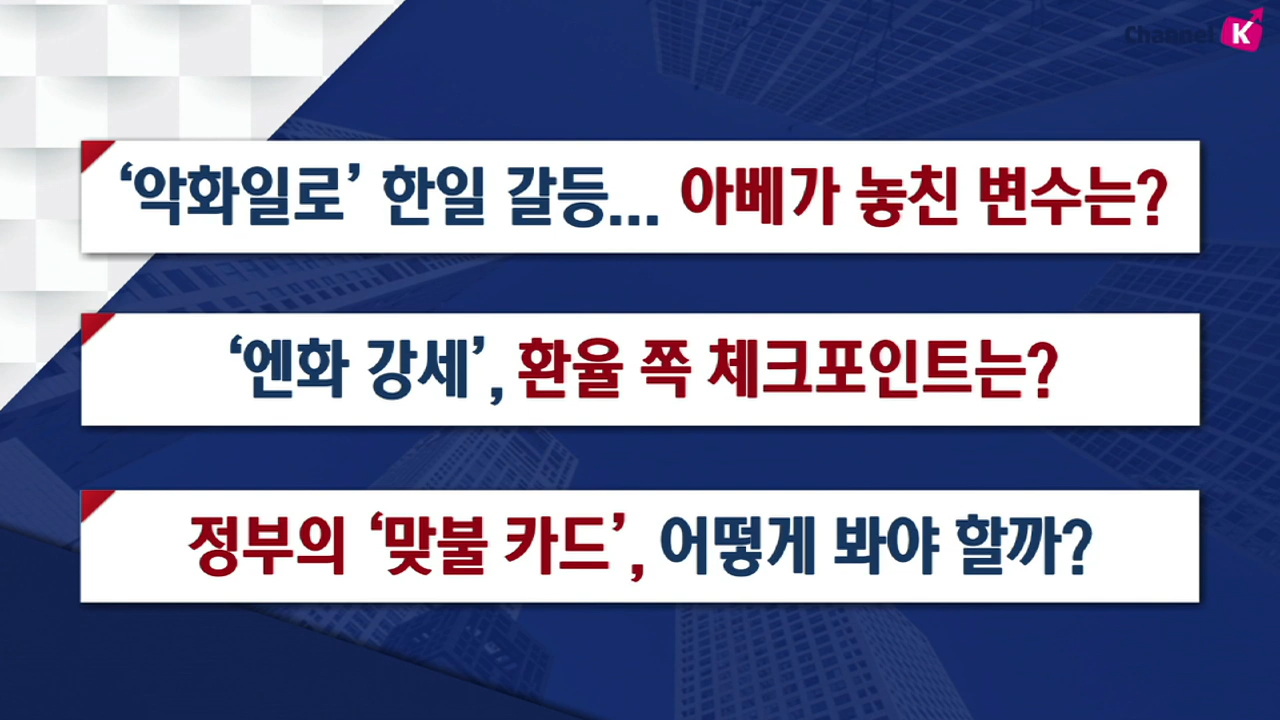 Channel K
‘악화일로’ 한일 갈등... 아베가 놓친 변수는?
‘엔화 강세’, 환율 쪽 체크포인트는?
정부의 ‘맞불 카드’, 어떻게 봐야 할까?